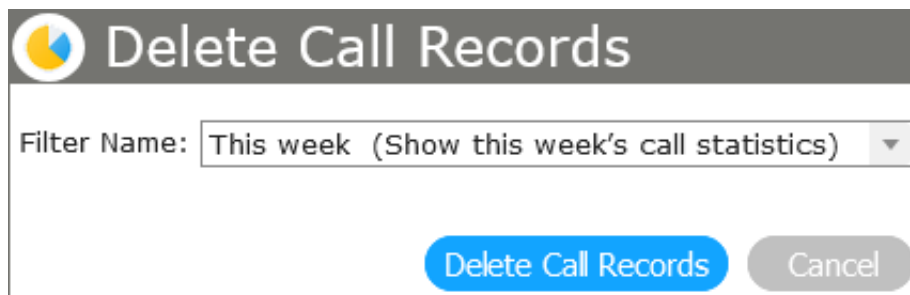 Delete Call Records
Filter Name: This week (Show this week's call statistics)
Delete Call Records Cancel